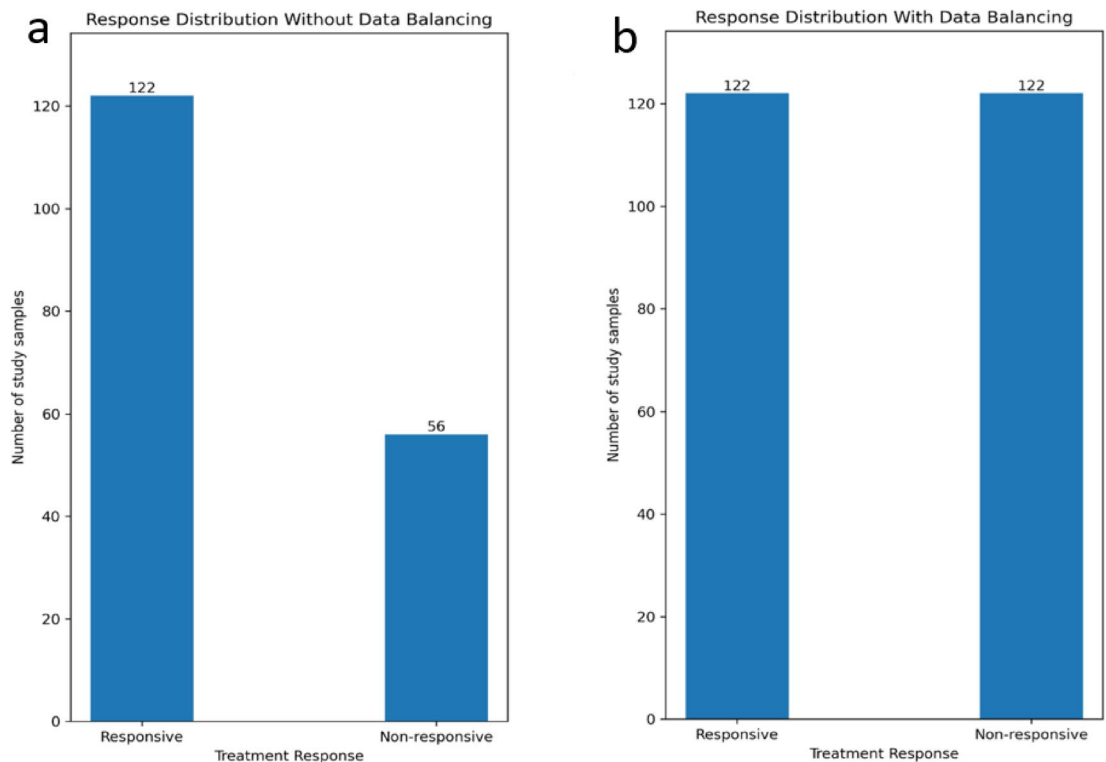 a
Response Distribution Without Data Balancing
122
56
120
100
80
60
40
20
0
Number of study samples
Responsive
Non-responsive
Treatment Response
b
Response Distribution With Data Balancing
122
122
120
100
80
60
40
20
0
Number of study samples
Responsive
Non-responsive
Treatment Response